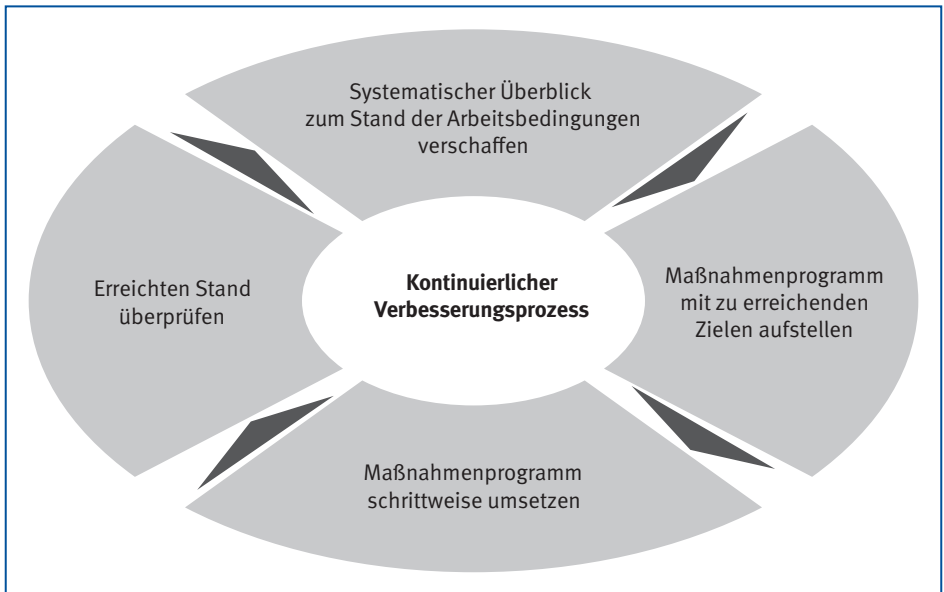 Systematischer Überblick
zum Stand der Arbeitsbedingungen
verschaffen
Maßnahmenprogramm
mit zu erreichenden
Zielen aufstellen
Maßnahmenprogramm
schrittweise umsetzen
Erreichten Stand
überprüfen
Kontinuierlicher
Verbesserungsprozess